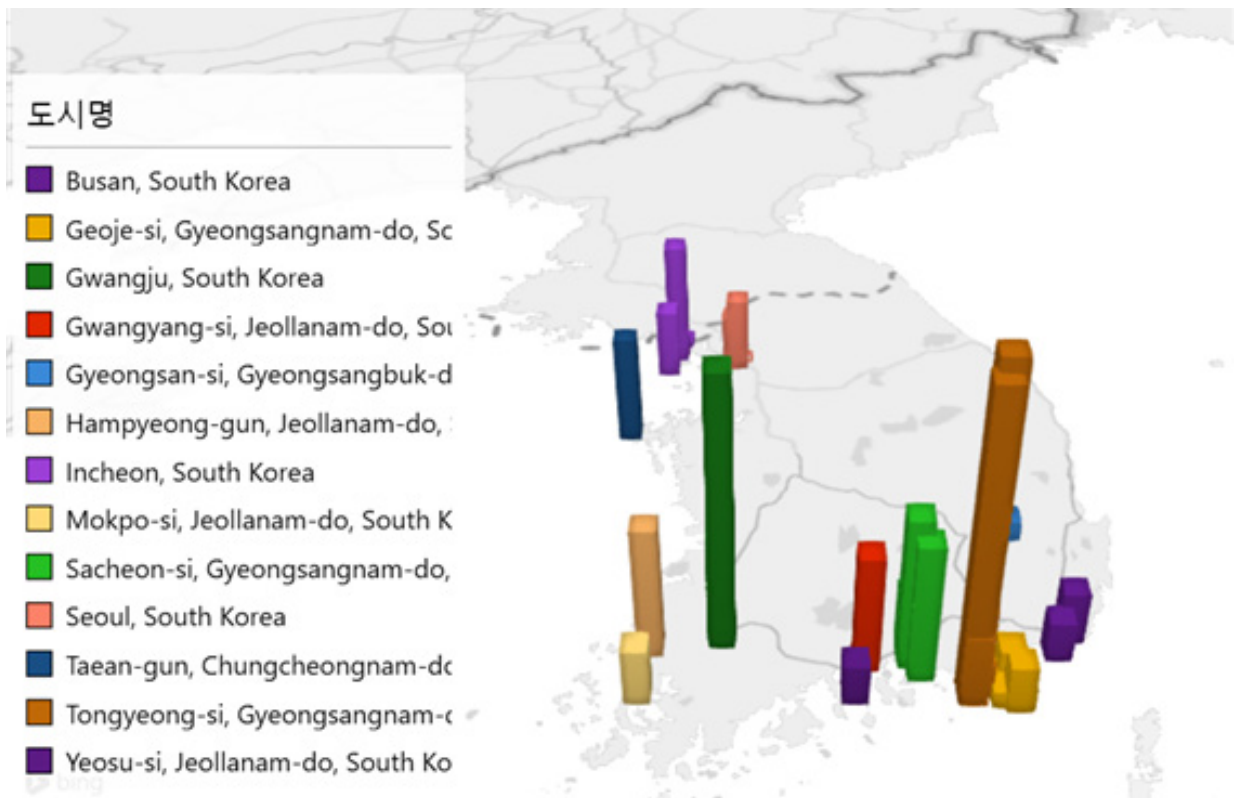 도시명
Busan, South Korea
Geoje-si, Gyeongsangnam-do, Sc
Gwangju, South Korea
Gwangyang-si, Jeollanam-do, Sou
Gyeongsan-si, Gyeongsangbuk-d
Hampyeong-gun, Jeollanam-do,
Incheon, South Korea
Mokpo-si, Jeollanam-do, South K
Sacheon-si, Gyeongsangnam-do,
Seoul, South Korea
Taean-gun, Chungcheongnam-do
Tongyeong-si, Gyeongsangnam-d
Yeosu-si, Jeollanam-do, South Ko
bing